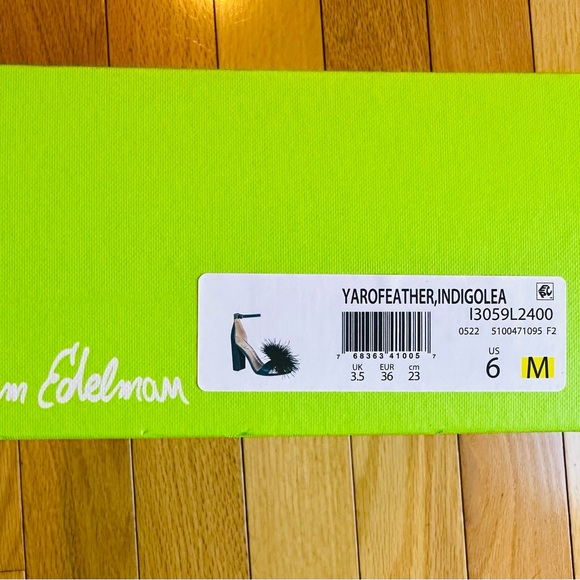 m Edelman
YAROFEATHER,INDIGOLEA
I3059L2400
0522 5100471095 F2
7 68363 41005 7
UK EUR cm
3.5 36 23
US
6 M